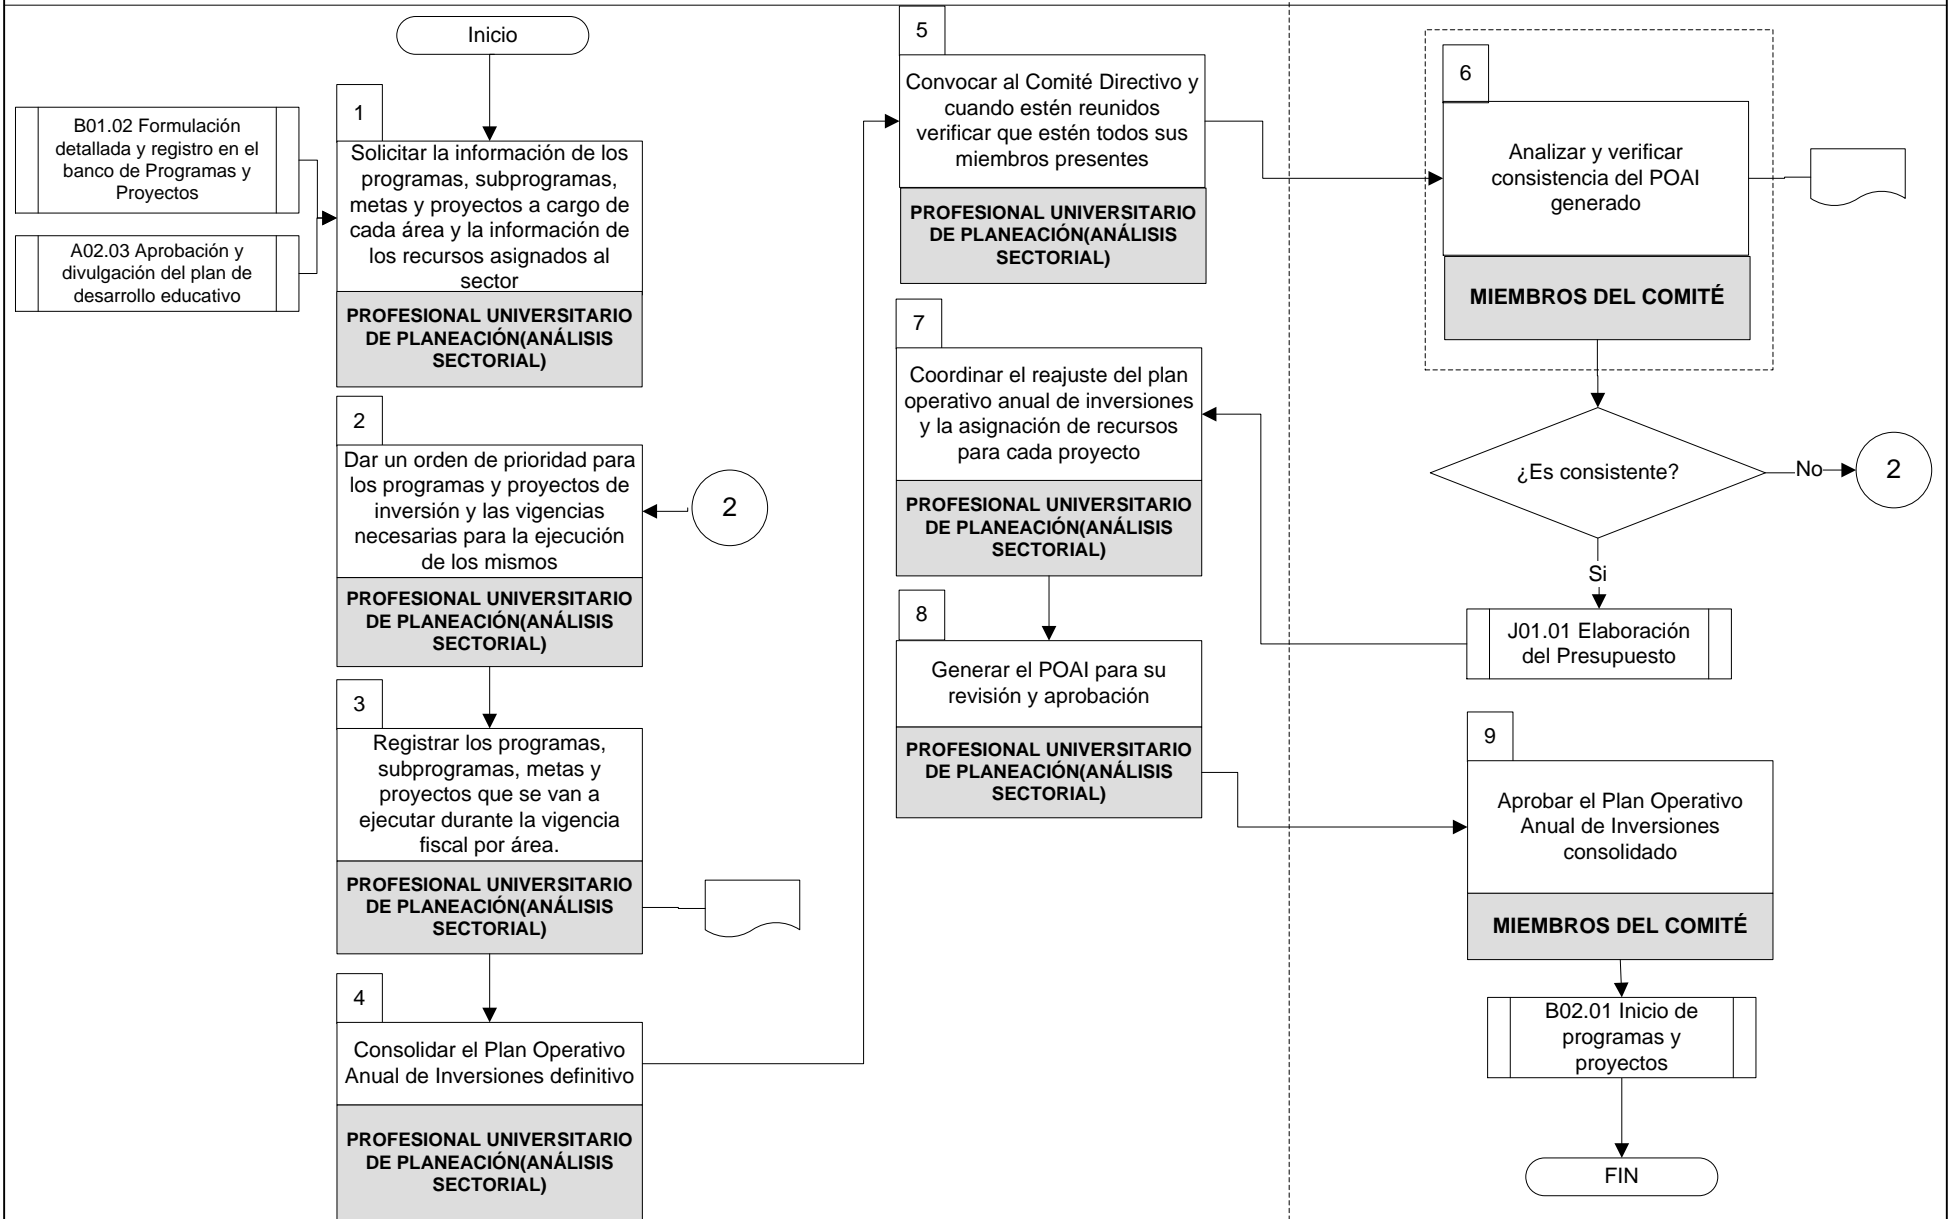 Inicio
B01.02 Formulación
detallada y registro en el
banco de Programas y
Proyectos
A02.03 Aprobación y
divulgación del plan de
desarrollo educativo
1
Solicitar la información de los
programas, subprogramas,
metas y proyectos a cargo de
cada área y la información de
los recursos asignados al
sector
PROFESIONAL UNIVERSITARIO
DE PLANEACIÓN(ANÁLISIS
SECTORIAL)
2
Dar un orden de prioridad para
los programas y proyectos de
inversión y las vigencias
necesarias para la ejecución
de los mismos
PROFESIONAL UNIVERSITARIO
DE PLANEACIÓN(ANÁLISIS
SECTORIAL)
2
3
Registrar los programas,
subprogramas, metas y
proyectos que se van a
ejecutar durante la vigencia
fiscal por área.
PROFESIONAL UNIVERSITARIO
DE PLANEACIÓN(ANÁLISIS
SECTORIAL)
4
Consolidar el Plan Operativo
Anual de Inversiones definitivo
PROFESIONAL UNIVERSITARIO
DE PLANEACIÓN(ANÁLISIS
SECTORIAL)
5
Convocar al Comité Directivo y
cuando estén reunidos
verificar que estén todos sus
miembros presentes
PROFESIONAL UNIVERSITARIO
DE PLANEACIÓN(ANÁLISIS
SECTORIAL)
6
Analizar y verificar
consistencia del POAI
generado
MIEMBROS DEL COMITÉ
¿Es consistente?
No
2
Si
J01.01 Elaboración
del Presupuesto
7
Coordinar el reajuste del plan
operativo anual de inversiones
y la asignación de recursos
para cada proyecto
PROFESIONAL UNIVERSITARIO
DE PLANEACIÓN(ANÁLISIS
SECTORIAL)
8
Generar el POAI para su
revisión y aprobación
PROFESIONAL UNIVERSITARIO
DE PLANEACIÓN(ANÁLISIS
SECTORIAL)
9
Aprobar el Plan Operativo
Anual de Inversiones
consolidado
MIEMBROS DEL COMITÉ
B02.01 Inicio de
programas y
proyectos
FIN